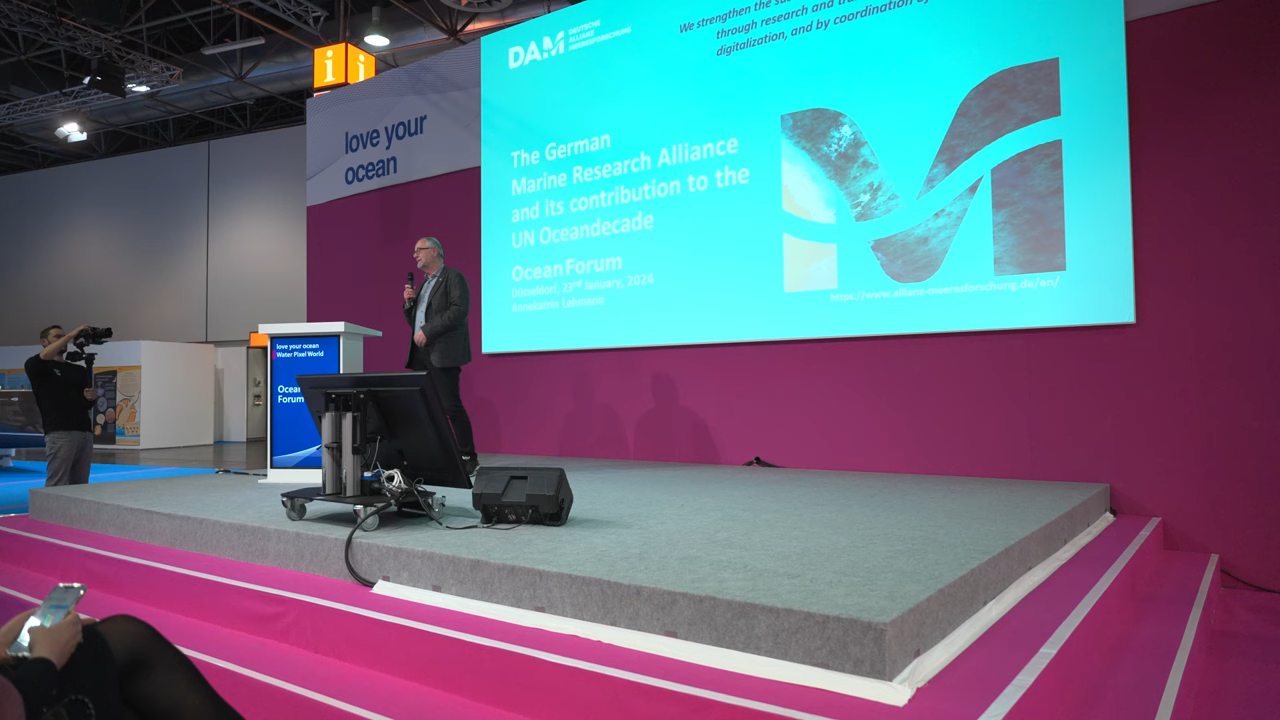 We strengthen the su
through research and tra
digitalization, and by coordination
DAM DEUTSCHE
ALLIANZ
MEERESFORSCHUNG
i i
love your
ocean
The German
Marine Research Alliance
and its contribution to the
UN Oceandecade
Ocean Forum
Düsseldorf, 23rd January, 2024
Annekatrin Lehmann
https://www.allianz-meeresforschung.de/en/
love your ocean
Water Pixel World
Ocean
Forum